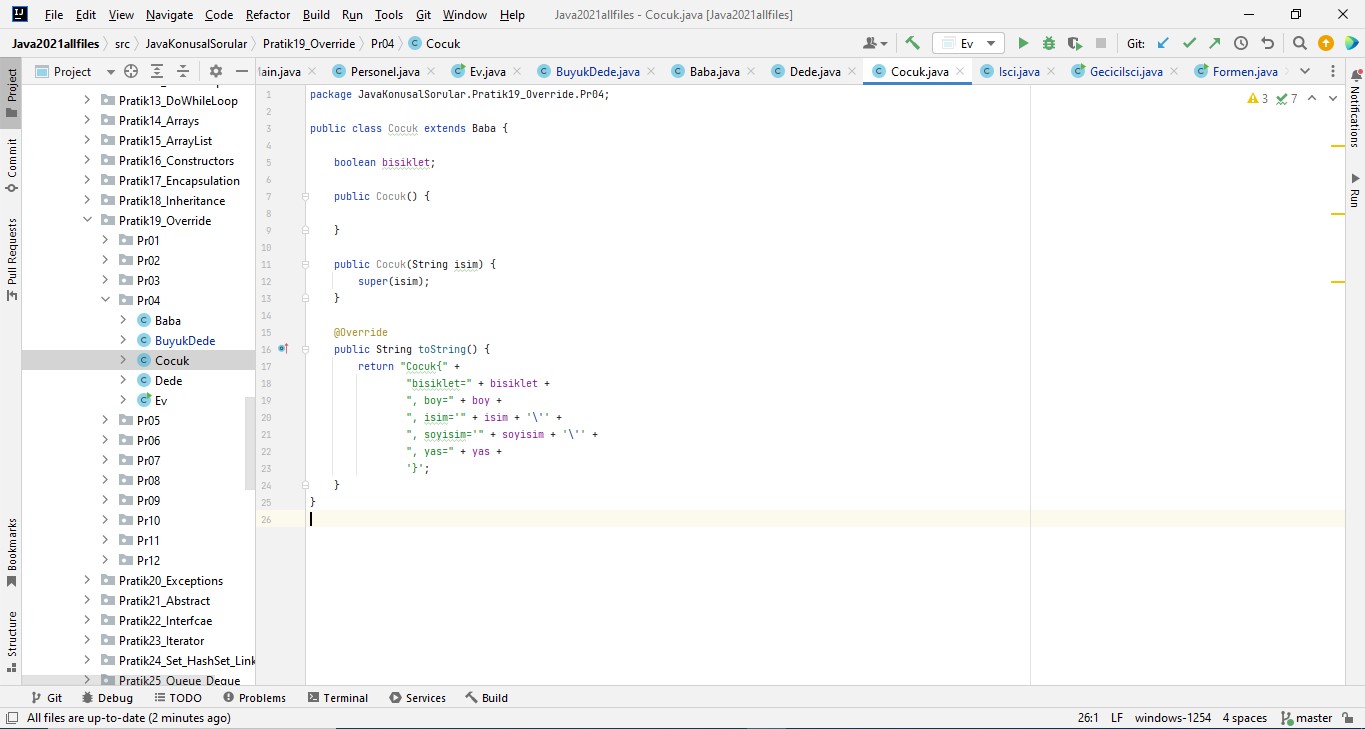 File Edit View Navigate Code Refactor Build Run Tools Git Window Help Java2021allfiles - Cocuk.java [Java2021allfiles]
Java2021allfiles src JavaKonusalSorular Pratik19_Override Pr04 Cocuk Ev Git:
Project
Main.java Personel.java Ev.java BuyukDede.java Baba.java Dede.java Cocuk.java Isci.java GeciciIsci.java Formen.java
Project
Commit
Pull Requests
Bookmarks
Structure
Pratik13_DoWhileLoop
Pratik14_Arrays
Pratik15_ArrayList
Pratik16_Constructors
Pratik17_Encapsulation
Pratik18_Inheritance
Pratik19_Override
Pr01
Pr02
Pr03
Pr04
Baba
BuyukDede
Cocuk
Dede
Ev
Pr05
Pr06
Pr07
Pr08
Pr09
Pr10
Pr11
Pr12
Pratik20_Exceptions
Pratik21_Abstract
Pratik22_Interfcae
Pratik23_Iterator
Pratik24_Set_HashSet_Link
Pratik25_Queue_Deque
1 package JavaKonusalSorular.Pratik19_Override.Pr04;
2
3 public class Cocuk extends Baba {
4
5 boolean bisiklet;
6
7 public Cocuk() {
8
9 }
10
11 public Cocuk(String isim) {
12 super(isim);
13 }
14
15 @Override
16 public String toString() {
17 return "Cocuk{" +
18 "bisiklet=" + bisiklet +
19 ", boy=" + boy +
20 ", isim='" + isim + '\'' +
21 ", soyisim='" + soyisim + '\'' +
22 ", yas=" + yas +
23 '}';
24 }
25 }
26
3 7
Notifications
Run
Git Debug TODO Problems Terminal Services Build
All files are up-to-date (2 minutes ago) 26:1 LF windows-1254 4 spaces master